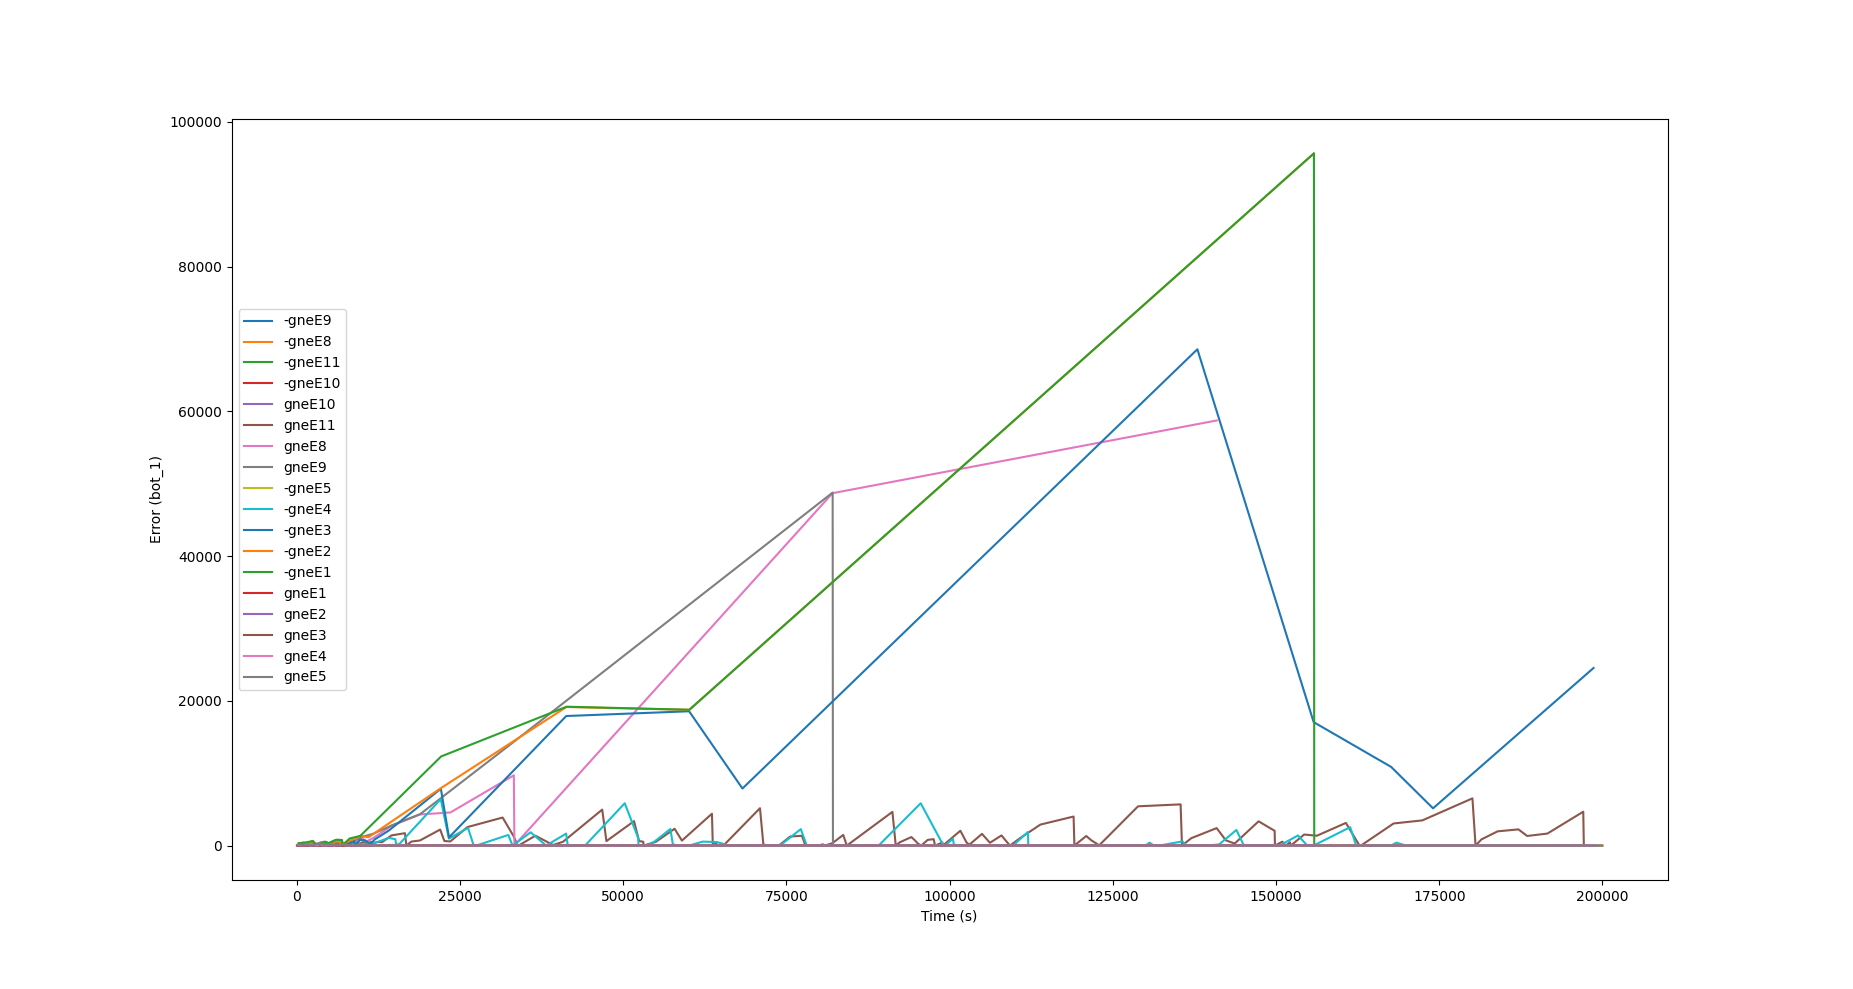 100000
80000
60000
40000
20000
0
Error (bot_1)
-gneE9
-gneE8
-gneE11
-gneE10
gneE10
gneE11
gneE8
gneE9
-gneE5
-gneE4
-gneE3
-gneE2
-gneE1
gneE1
gneE2
gneE3
gneE4
gneE5
0 25000 50000 75000 100000 125000 150000 175000 200000
Time (s)